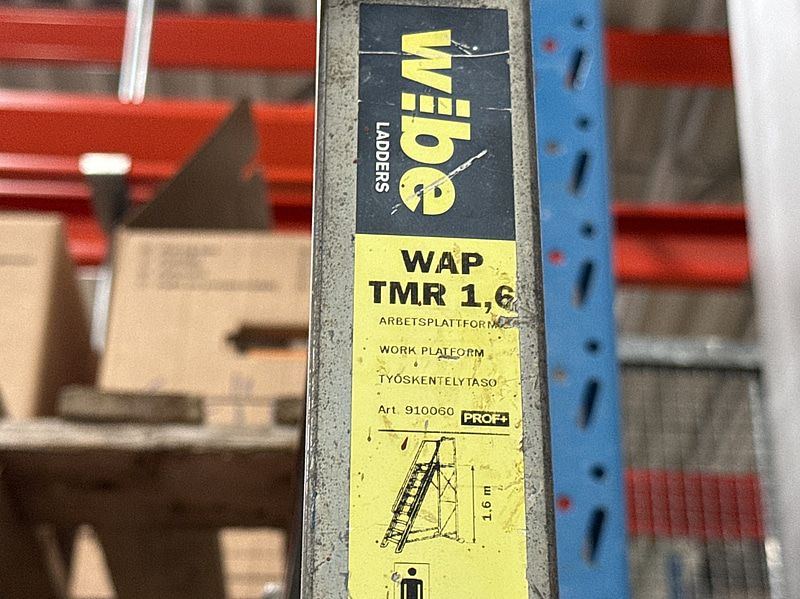 wibe
LADDERS
WAP
TMR 1,6
ARBETSPLATTFORM
WORK PLATFORM
TYÖSKENTELYTASO
Art. 910060 PROF+
1.6 m